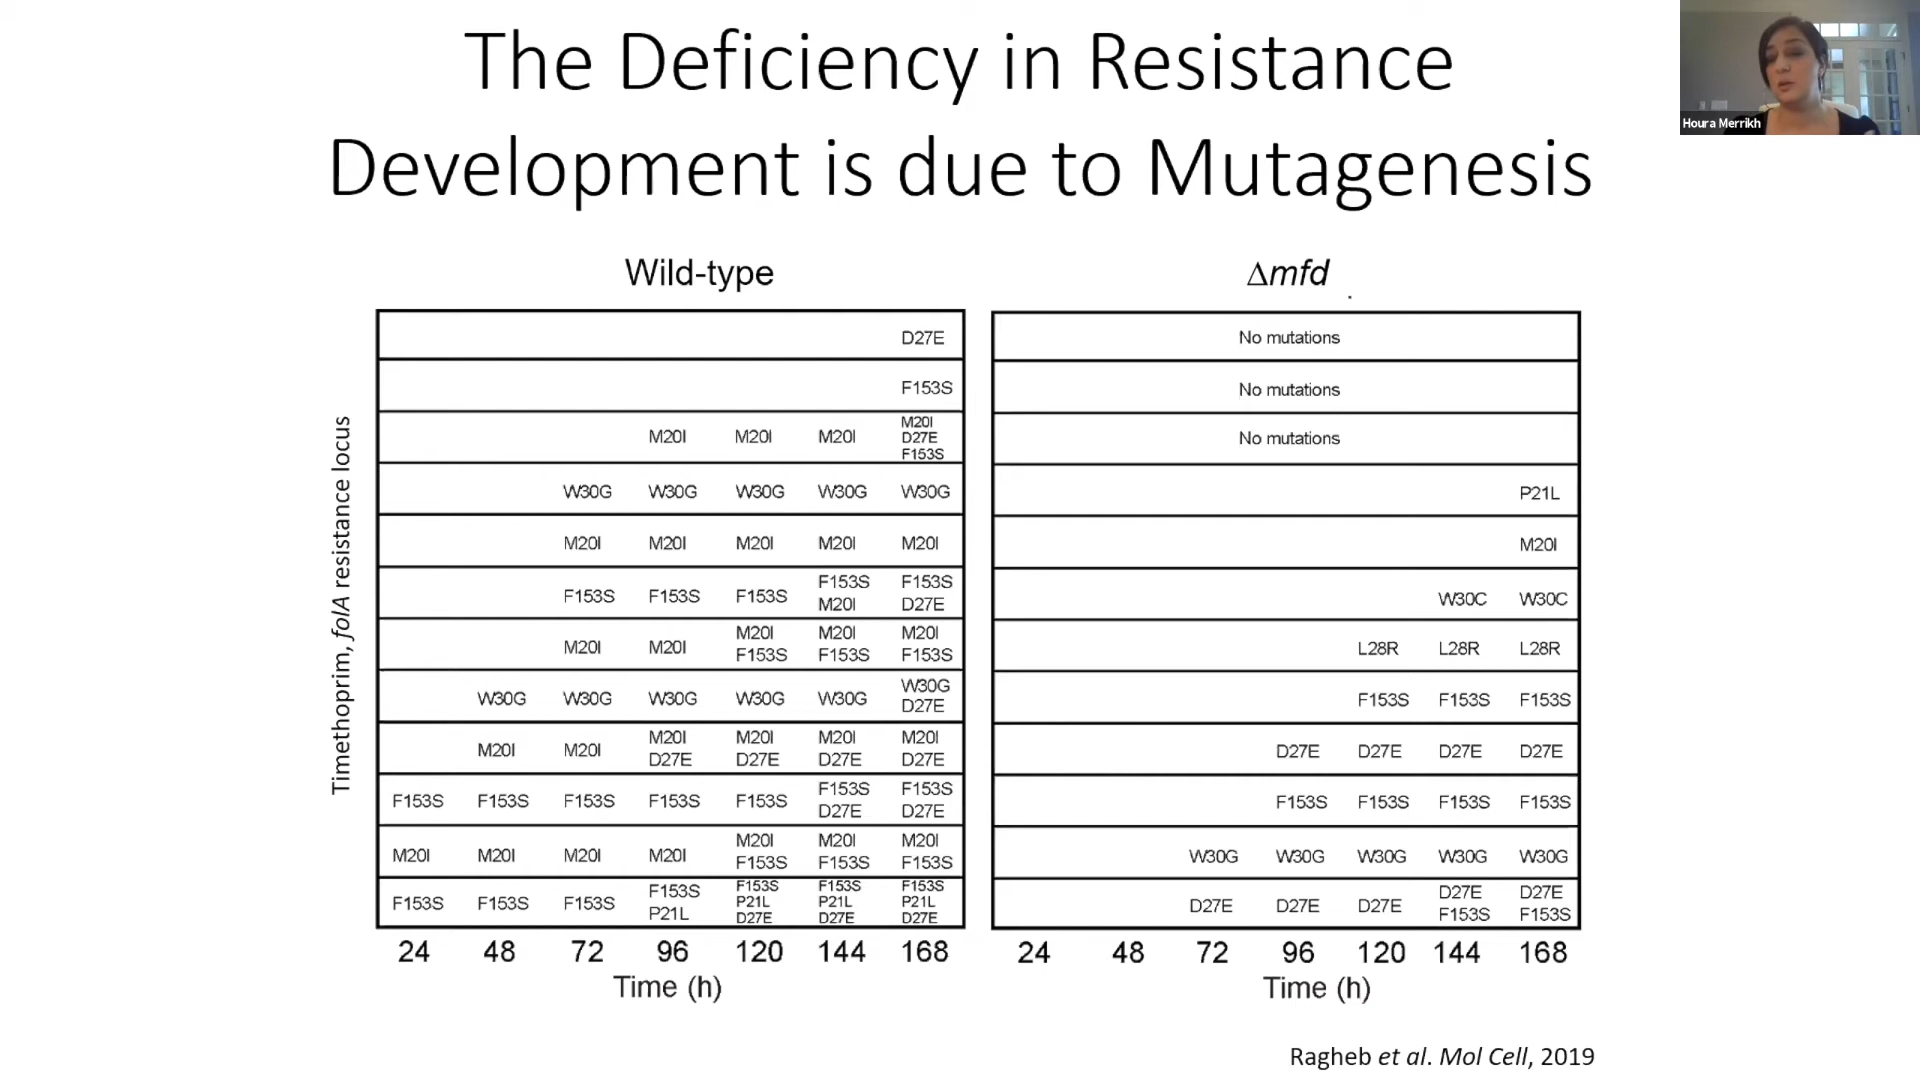 The Deficiency in Resistance
Development is due to Mutagenesis
Houra Merrikh
Wild-type
Timethoprim, folA resistance locus
D27E
F153S
M20I M20I M20I M20I
D27E
F153S
W30G W30G W30G W30G W30G
M20I M20I M20I M20I M20I
F153S F153S F153S F153S F153S
M20I D27E
M20I M20I M20I M20I M20I
F153S F153S F153S
W30G W30G W30G W30G W30G W30G
D27E
M20I M20I M20I M20I M20I M20I
D27E D27E D27E D27E
F153S F153S F153S F153S F153S F153S F153S
D27E D27E
M20I M20I M20I M20I M20I M20I M20I
F153S F153S F153S
F153S F153S F153S F153S F153S F153S F153S
P21L P21L P21L P21L
D27E D27E D27E
24 48 72 96 120 144 168
Time (h)
Δmfd
No mutations
No mutations
No mutations
P21L
M20I
W30C W30C
L28R L28R L28R
F153S F153S F153S
D27E D27E D27E D27E
F153S F153S F153S F153S
W30G W30G W30G W30G W30G
D27E D27E D27E D27E D27E
F153S F153S
24 48 72 96 120 144 168
Time (h)
Ragheb et al. Mol Cell, 2019